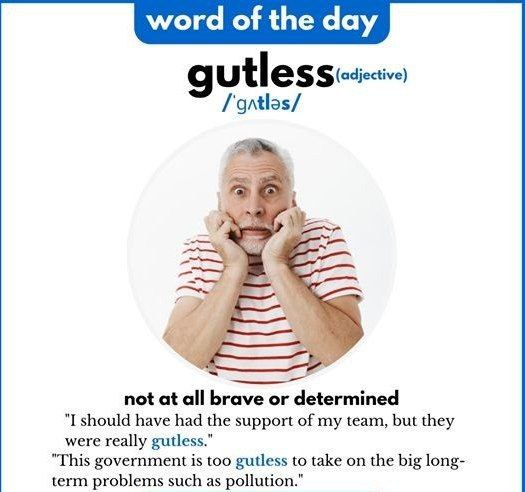 word of the day
gutless(adjective)
/ˈgʌtləs/
not at all brave or determined
"I should have had the support of my team, but they
were really gutless."
"This government is too gutless to take on the big long-
term problems such as pollution."